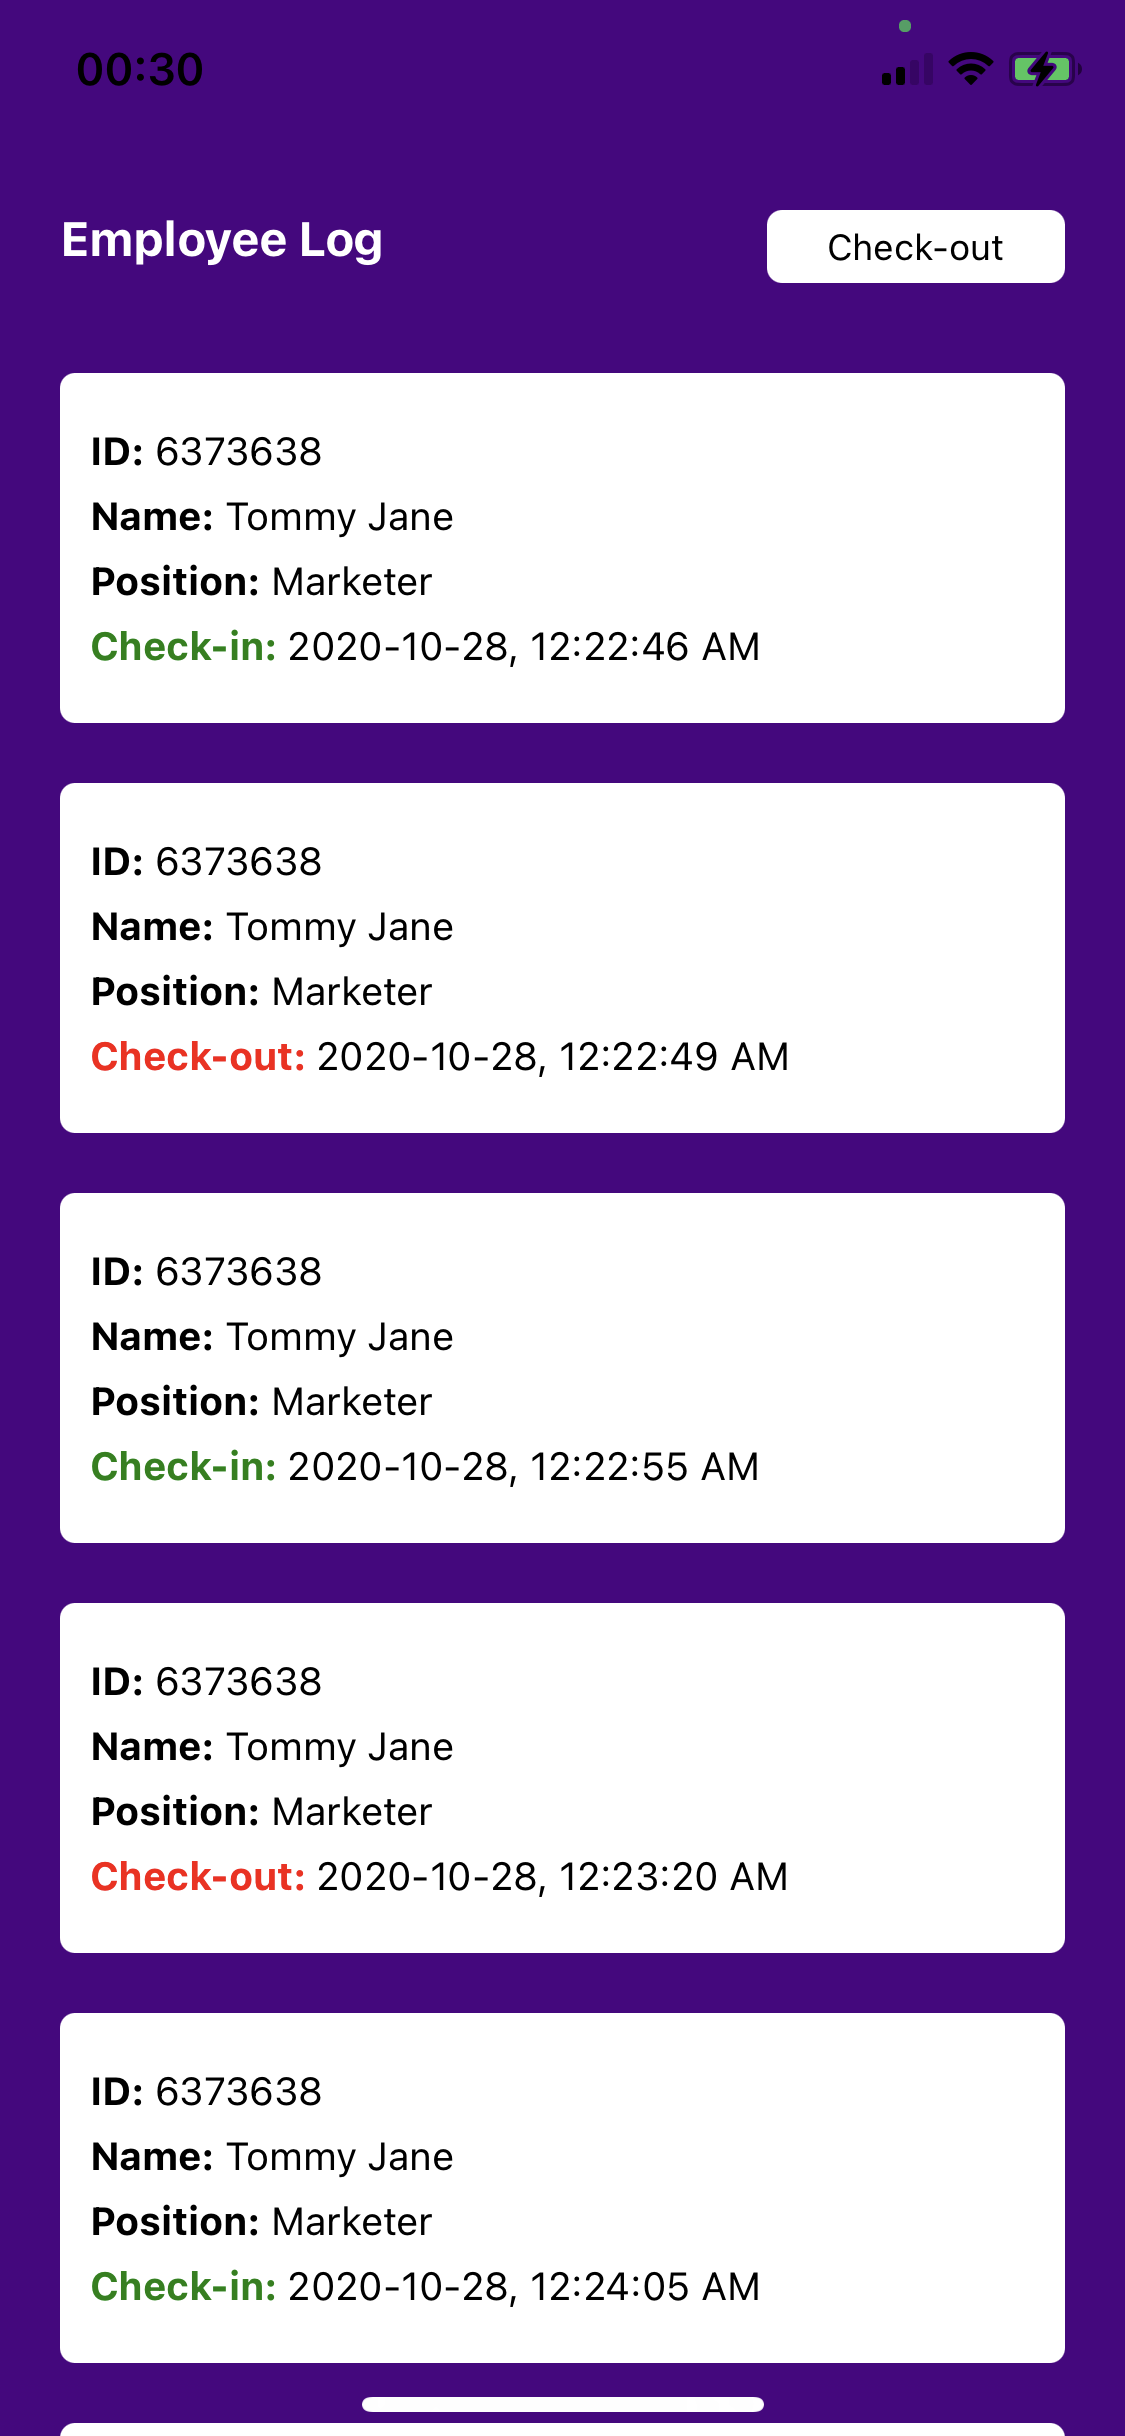 00:30
Employee Log
Check-out
ID: 6373638
Name: Tommy Jane
Position: Marketer
Check-in: 2020-10-28, 12:22:46 AM
ID: 6373638
Name: Tommy Jane
Position: Marketer
Check-out: 2020-10-28, 12:22:49 AM
ID: 6373638
Name: Tommy Jane
Position: Marketer
Check-in: 2020-10-28, 12:22:55 AM
ID: 6373638
Name: Tommy Jane
Position: Marketer
Check-out: 2020-10-28, 12:23:20 AM
ID: 6373638
Name: Tommy Jane
Position: Marketer
Check-in: 2020-10-28, 12:24:05 AM